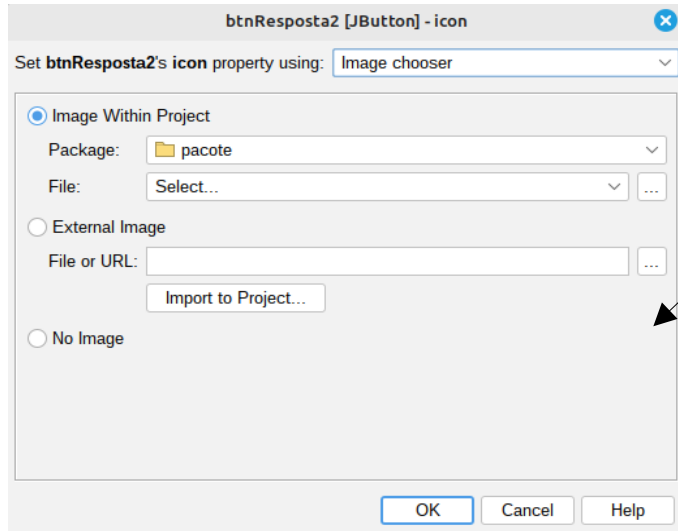 btnResposta2 [JButton] - icon
Set btnResposta2's icon property using: Image chooser
Image Within Project
Package: pacote
File: Select... ...
External Image
File or URL: ...
Import to Project...
No Image
OK Cancel Help